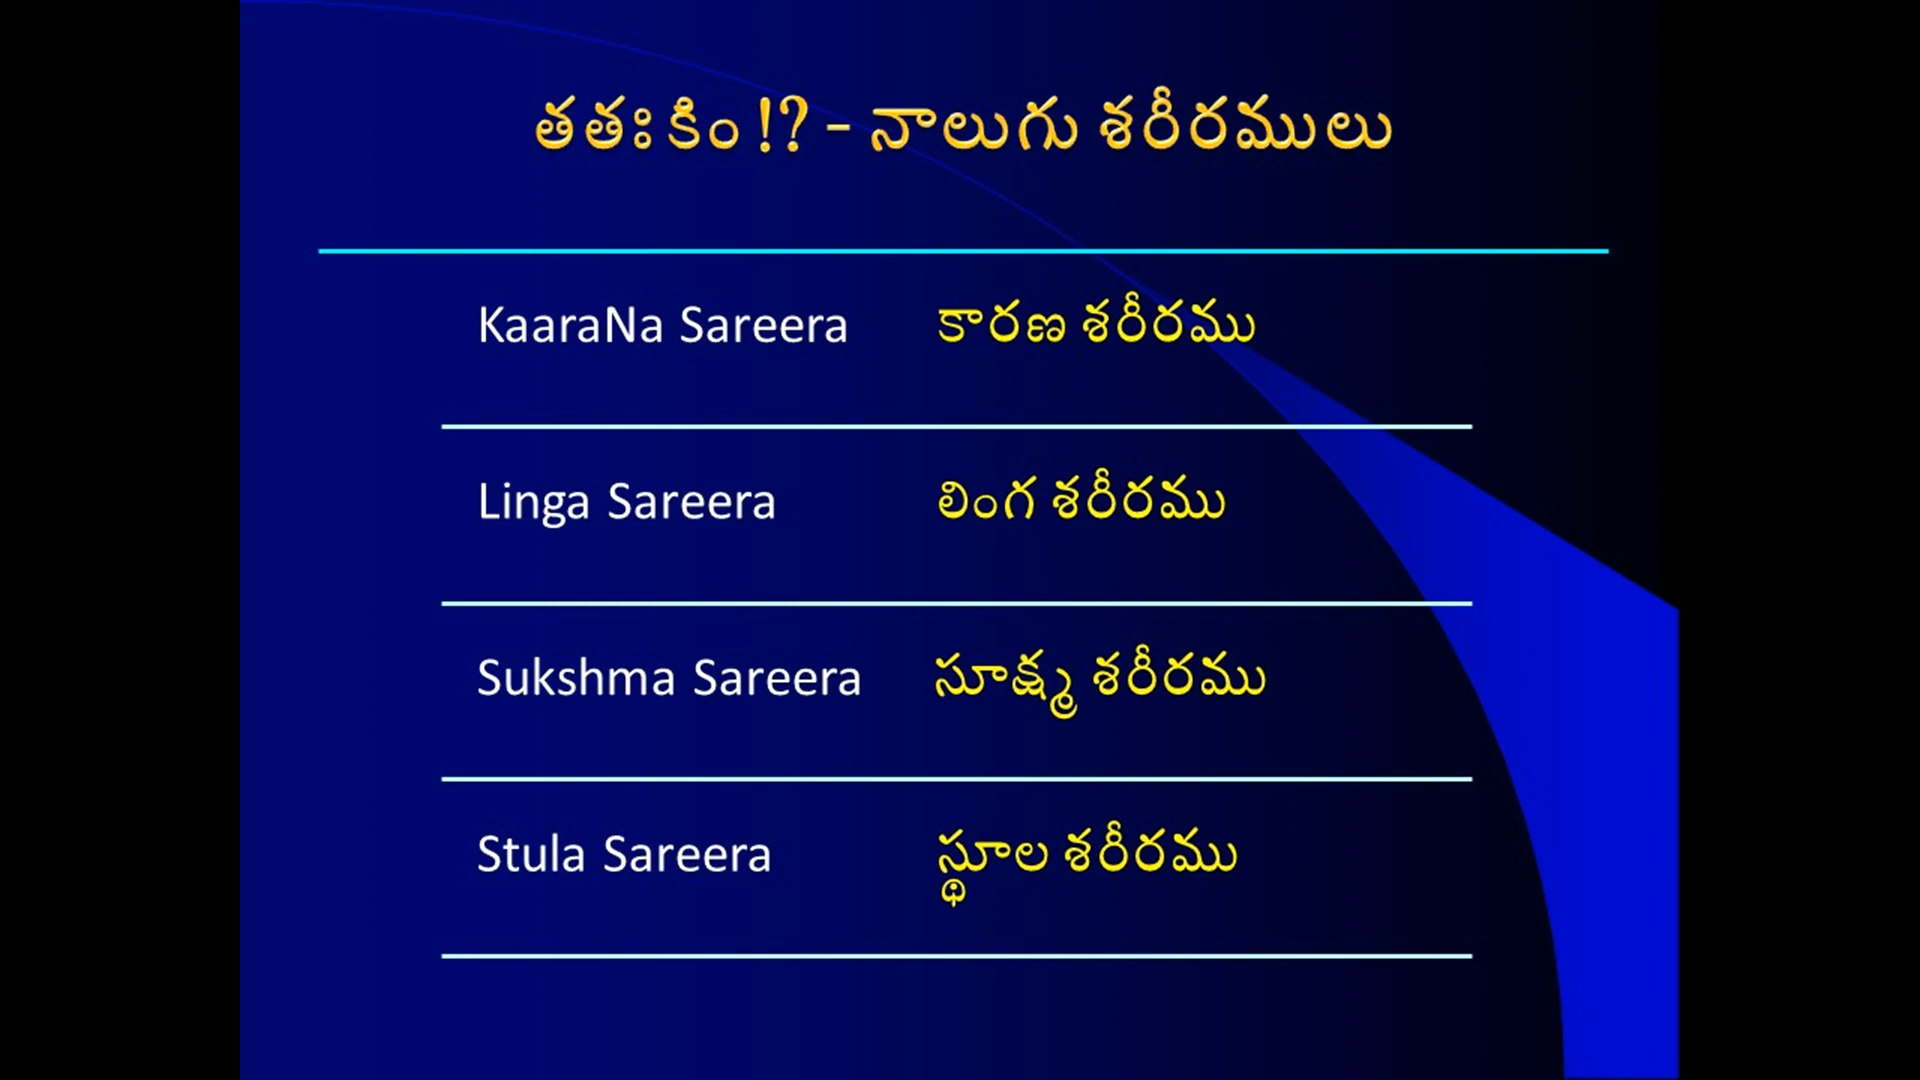 తతః కిం !? - నాలుగు శరీరములు
KaaraNa Sareera కారణ శరీరము
Linga Sareera లింగ శరీరము
Sukshma Sareera సూక్ష్మ శరీరము
Stula Sareera స్థూల శరీరము